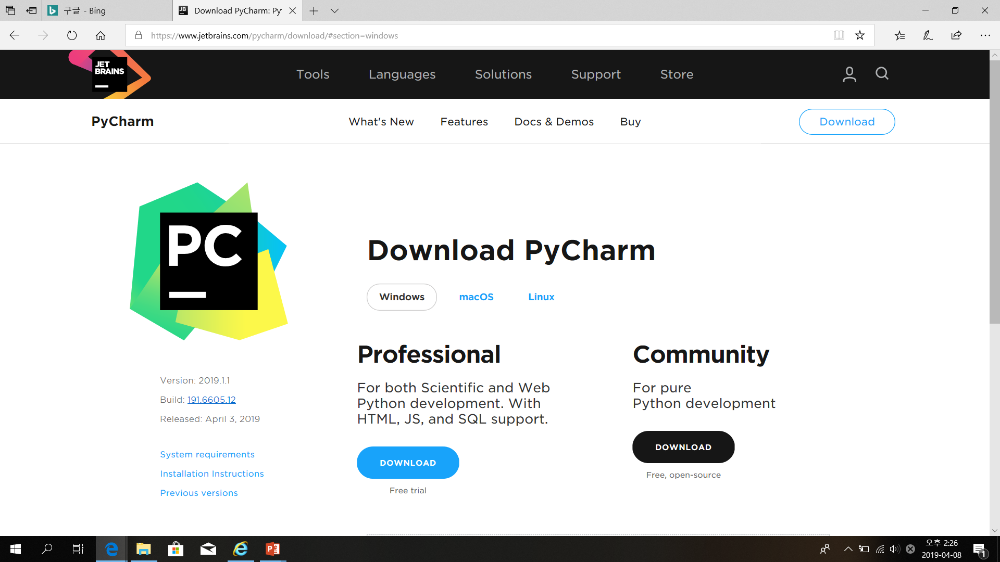 구글 - Bing
JB
Download PyCharm: Py
https://www.jetbrains.com/pycharm/download/#section=windows
JET
BRAINS
Tools
Languages
Solutions
Support
Store
PyCharm
What's New
Features
Docs & Demos
Buy
Download
PC
Download PyCharm
Windows
macOS
Linux
Professional
For both Scientific and Web
Python development. With
HTML, JS, and SQL support.
DOWNLOAD
Free trial
Community
For pure
Python development
DOWNLOAD
Free, open-source
Version: 2019.1.1
Build: 191.6605.12
Released: April 3, 2019
System requirements
Installation Instructions
Previous versions
오후 2:26
2019-04-08
1